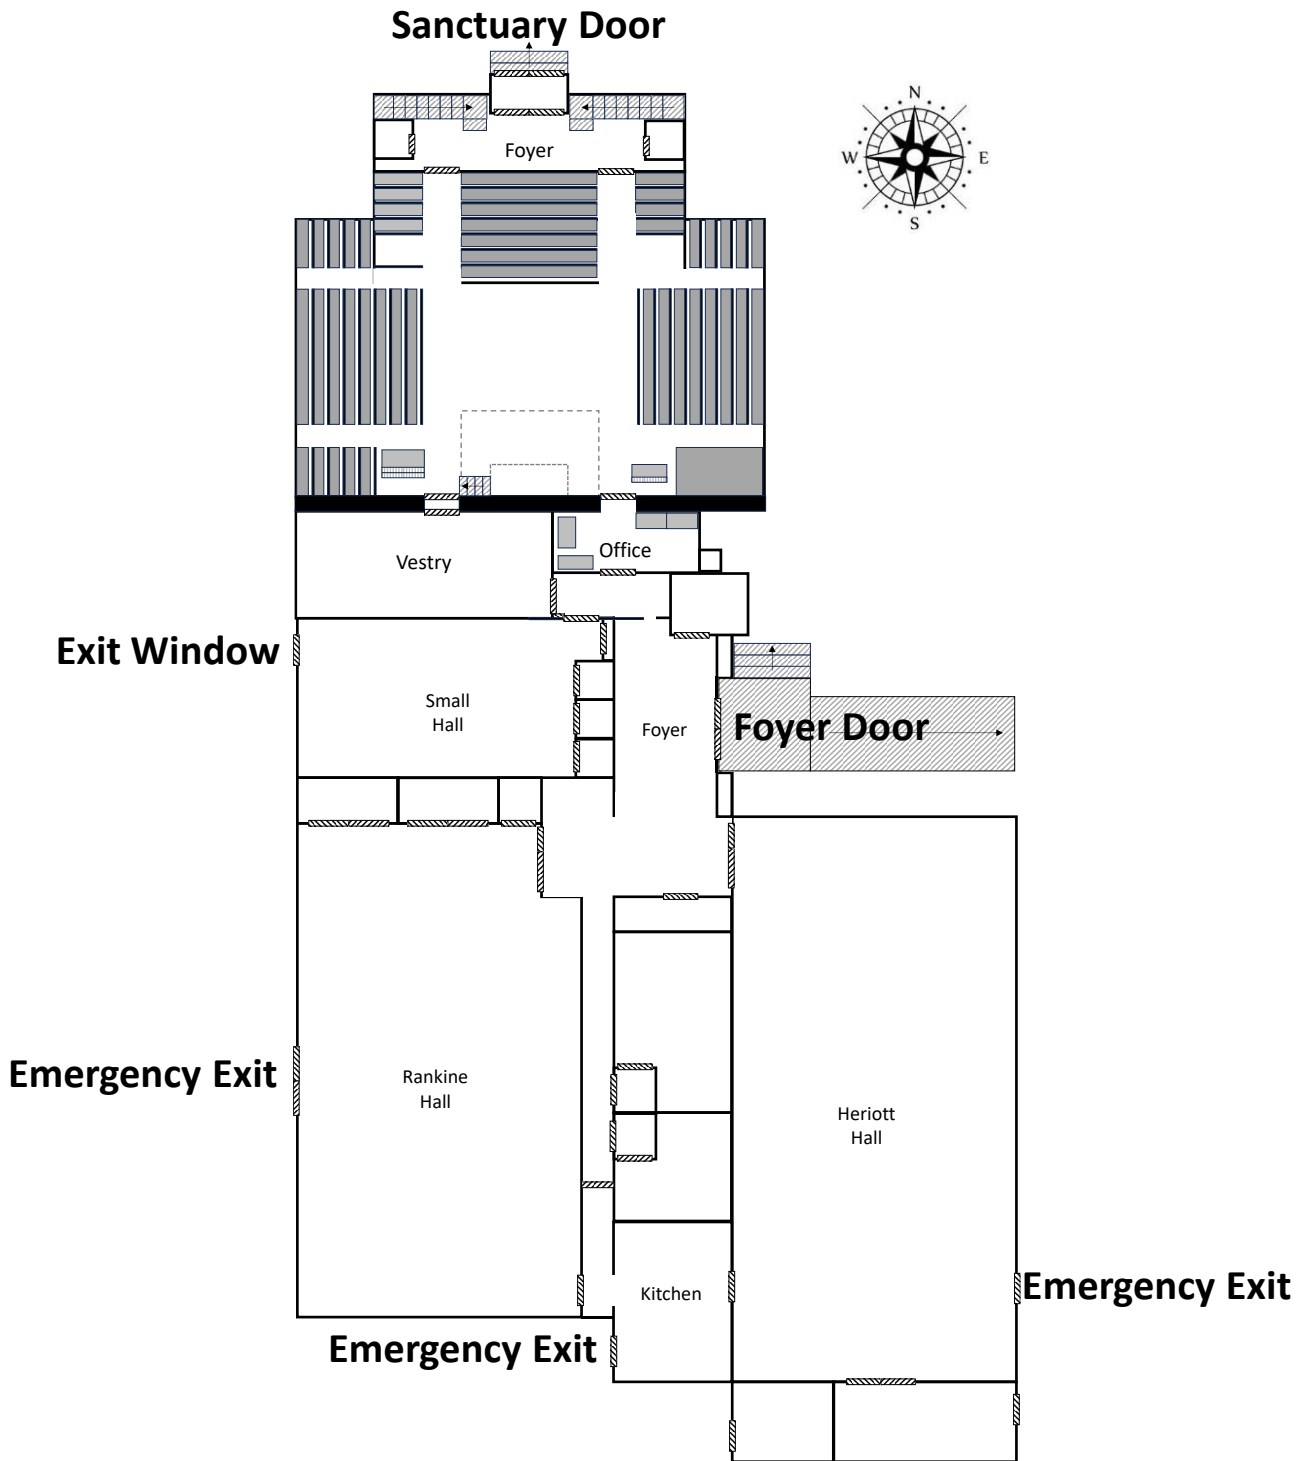 Sanctuary Door
N
W
E
S
Foyer
Office
Vestry
Exit Window
Small
Hall
Foyer
Foyer Door
Emergency Exit
Rankine
Hall
Heriott
Hall
Kitchen
Emergency Exit
Emergency Exit